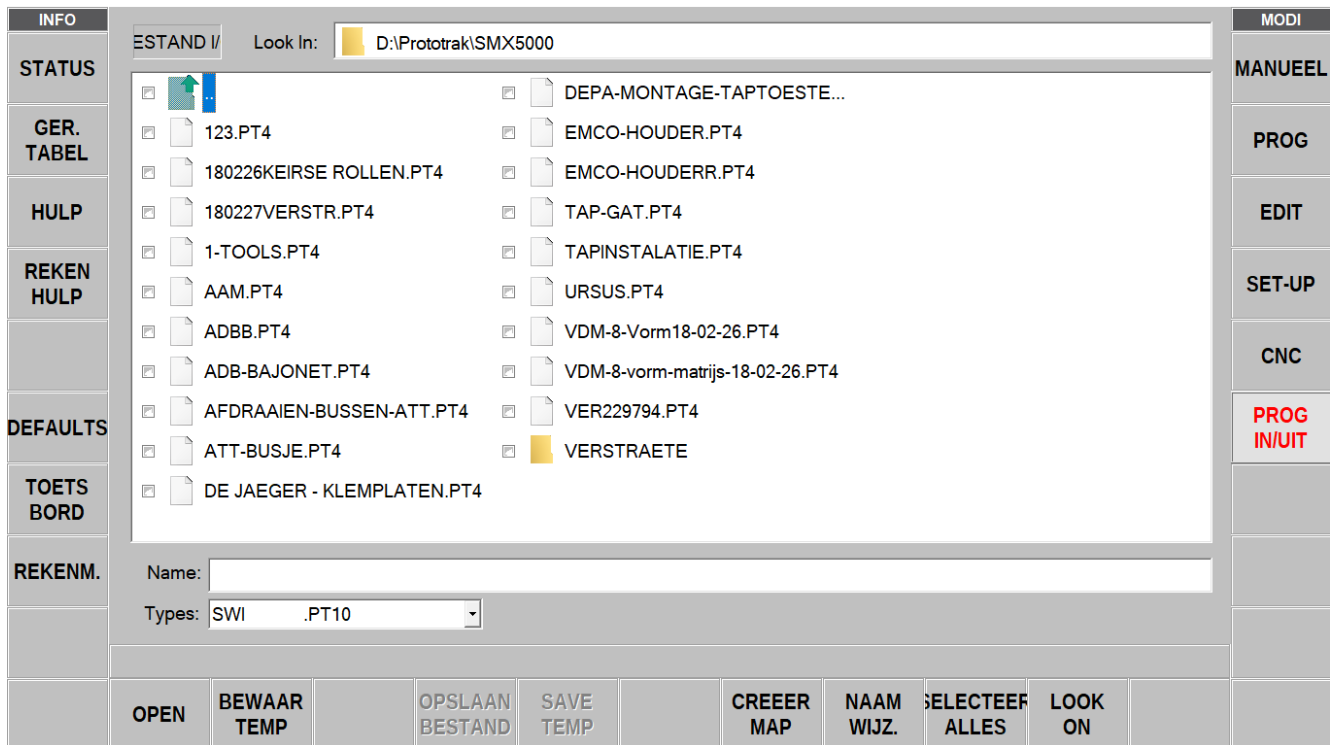 INFO
STATUS
GER.
TABEL
HULP
REKEN
HULP
DEFAULTS
TOETS
BORD
REKENM.
ESTAND I/
Look In:
D:\Prototrak\SMX5000
..
123.PT4
180226KEIRSE ROLLEN.PT4
180227VERSTR.PT4
1-TOOLS.PT4
AAM.PT4
ADBB.PT4
ADB-BAJONET.PT4
AFDRAAIEN-BUSSEN-ATT.PT4
ATT-BUSJE.PT4
DE JAEGER - KLEMPLATEN.PT4
DEPA-MONTAGE-TAPTOESTE...
EMCO-HOUDER.PT4
EMCO-HOUDERR.PT4
TAP-GAT.PT4
TAPINSTALATIE.PT4
URSUS.PT4
VDM-8-Vorm18-02-26.PT4
VDM-8-vorm-matrijs-18-02-26.PT4
VER229794.PT4
VERSTRAETE
Name:
Types: SWI .PT10
OPEN
BEWAAR
TEMP
OPSLAAN
BESTAND
SAVE
TEMP
CREEER
MAP
NAAM
WIJZ.
SELECTEER
ALLES
LOOK
ON
MODI
MANUEEL
PROG
EDIT
SET-UP
CNC
PROG
IN/UIT